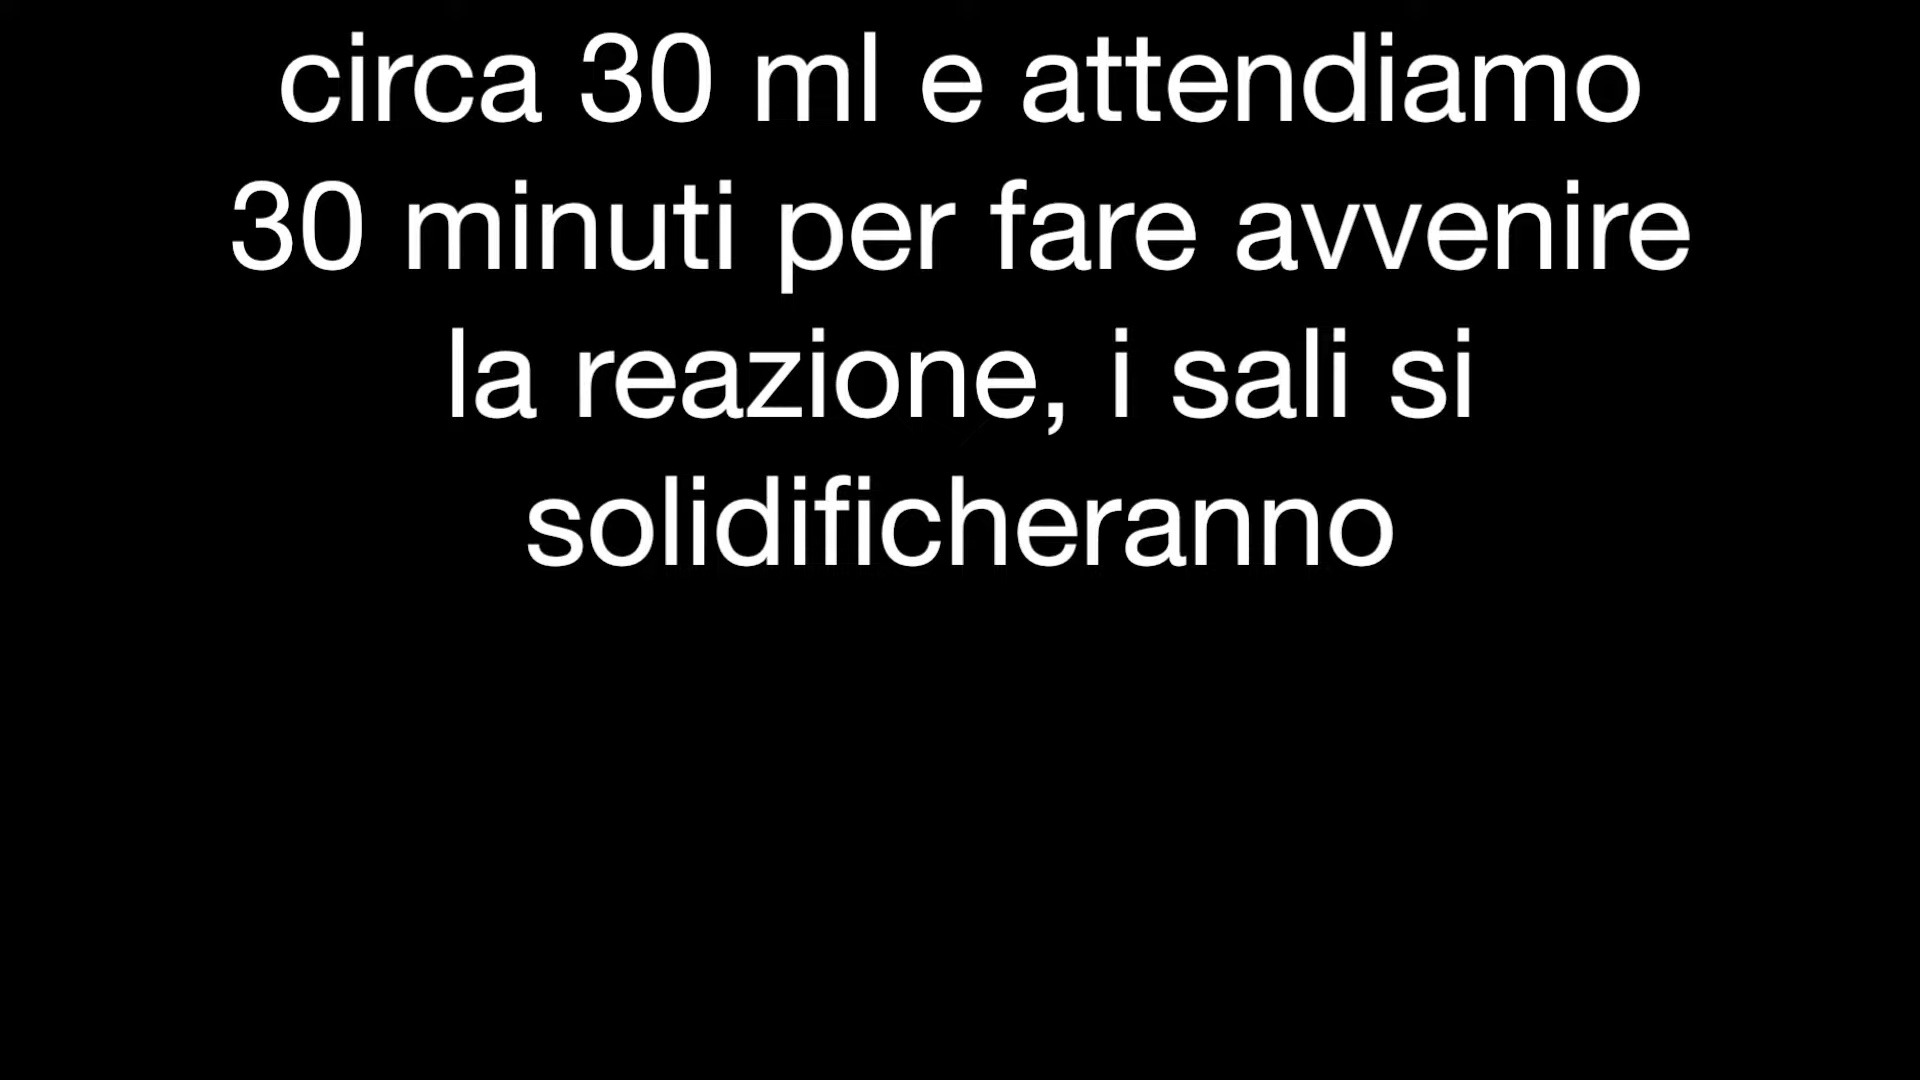 circa 30 ml e attendiamo
30 minuti per fare avvenire
la reazione, i sali si
solidificheranno